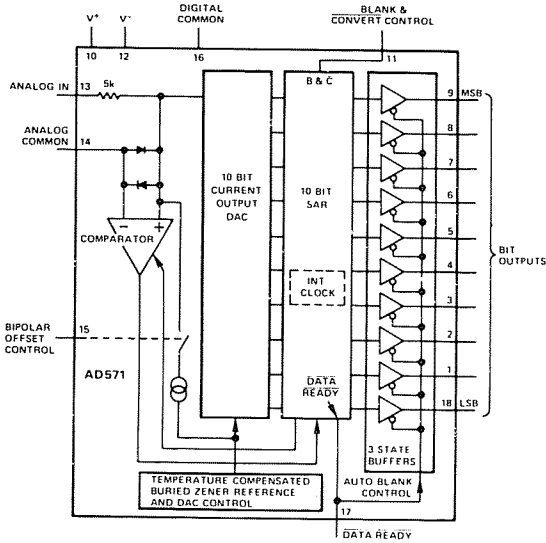 DIGITAL
COMMON
V+
V-
BLANK &
CONVERT CONTROL
10
12
16
11
ANALOG IN
13
5k
B & C
9 MSB
ANALOG
COMMON
14
8
7
10 BIT
CURRENT
OUTPUT
DAC
10 BIT
SAR
6
COMPARATOR
- +
5
BIT
OUTPUTS
4
INT
CLOCK
3
BIPOLAR
OFFSET
CONTROL
15
2
AD571
1
DATA
READY
18 LSB
3 STATE
BUFFERS
TEMPERATURE COMPENSATED
BURIED ZENER REFERENCE
AND DAC CONTROL
AUTO BLANK
CONTROL
17
DATA READY